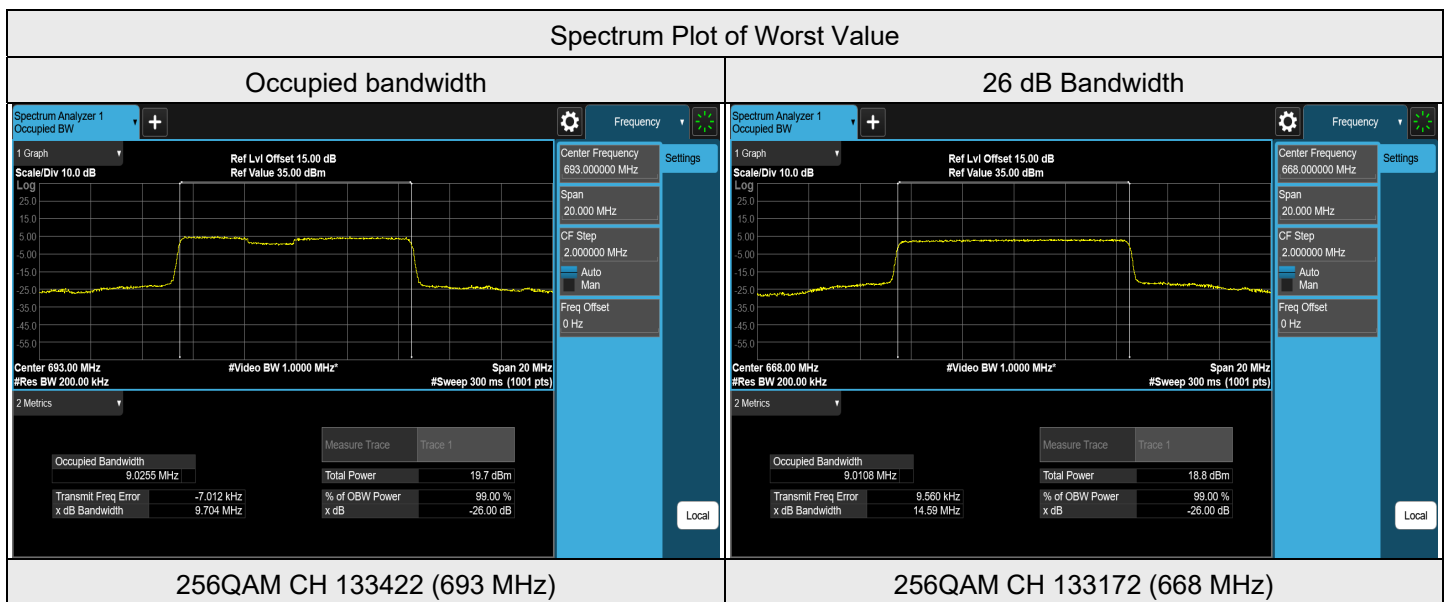 Spectrum Plot of Worst Value
Occupied bandwidth
26 dB Bandwidth
Spectrum Analyzer 1
Occupied BW
+
Frequency
1 Graph
Ref Lvl Offset 15.00 dB
Scale/Div 10.0 dB
Ref Value 35.00 dBm
Log
25.0
15.0
5.00
-5.00
-15.0
-25.0
-35.0
-45.0
-55.0
Center 693.00 MHz
#Video BW 1.0000 MHz*
Span 20 MHz
#Res BW 200.00 kHz
#Sweep 300 ms (1001 pts)
Center Frequency
693.000000 MHz
Settings
Span
20.000 MHz
CF Step
2.000000 MHz
Auto
Man
Freq Offset
0 Hz
2 Metrics
Measure Trace Trace 1
Occupied Bandwidth
9.0255 MHz
Total Power 19.7 dBm
Transmit Freq Error -7.012 kHz
% of OBW Power 99.00 %
x dB Bandwidth 9.704 MHz
x dB -26.00 dB
Local
Spectrum Analyzer 1
Occupied BW
+
Frequency
1 Graph
Ref Lvl Offset 15.00 dB
Scale/Div 10.0 dB
Ref Value 35.00 dBm
Log
25.0
15.0
5.00
-5.00
-15.0
-25.0
-35.0
-45.0
-55.0
Center 668.00 MHz
#Video BW 1.0000 MHz*
Span 20 MHz
#Res BW 200.00 kHz
#Sweep 300 ms (1001 pts)
Center Frequency
668.000000 MHz
Settings
Span
20.000 MHz
CF Step
2.000000 MHz
Auto
Man
Freq Offset
0 Hz
2 Metrics
Measure Trace Trace 1
Occupied Bandwidth
9.0108 MHz
Total Power 18.8 dBm
Transmit Freq Error 9.560 kHz
% of OBW Power 99.00 %
x dB Bandwidth 14.59 MHz
x dB -26.00 dB
Local
256QAM CH 133422 (693 MHz)
256QAM CH 133172 (668 MHz)